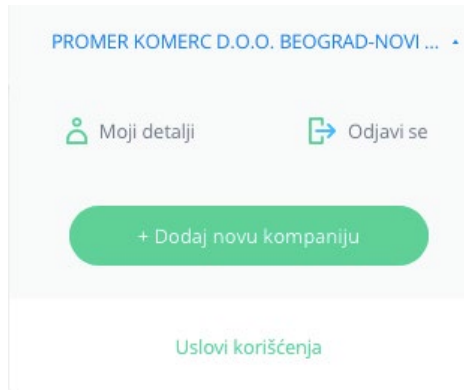 PROMER KOMERC D.O.O. BEOGRAD-NOVI ...
Moji detalji
Odjavi se
+ Dodaj novu kompaniju
Uslovi korišćenja